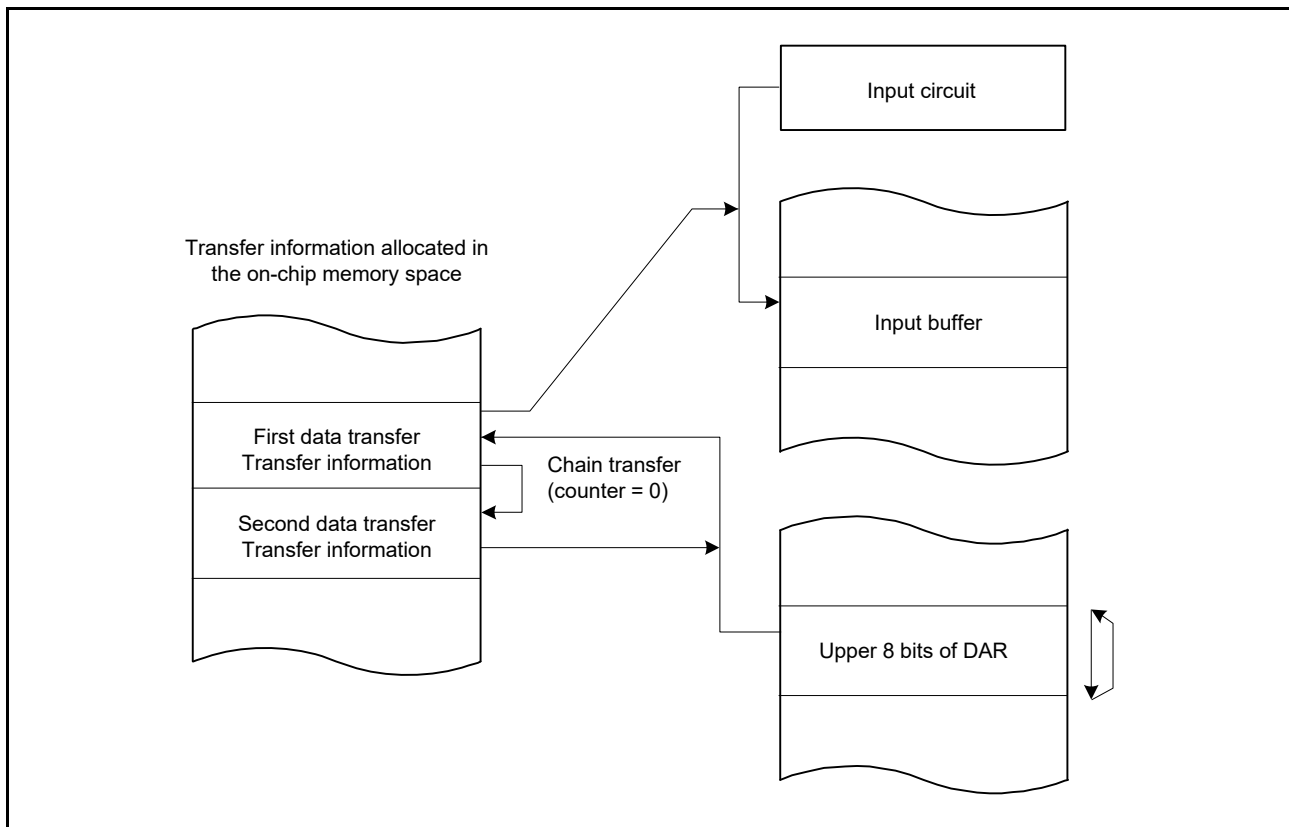 Input circuit
Transfer information allocated in
the on-chip memory space
Input buffer
First data transfer
Transfer information
Chain transfer
(counter = 0)
Second data transfer
Transfer information
Upper 8 bits of DAR